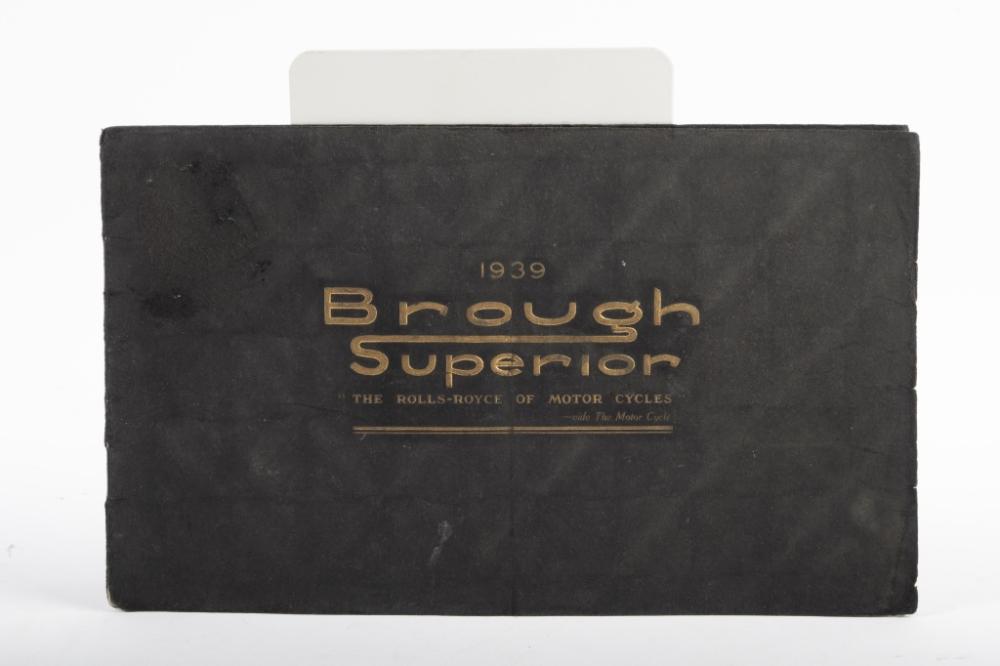 1939
Brough
Superior
" THE ROLLS-ROYCE OF MOTOR CYCLES
—vide The Motor Cycle